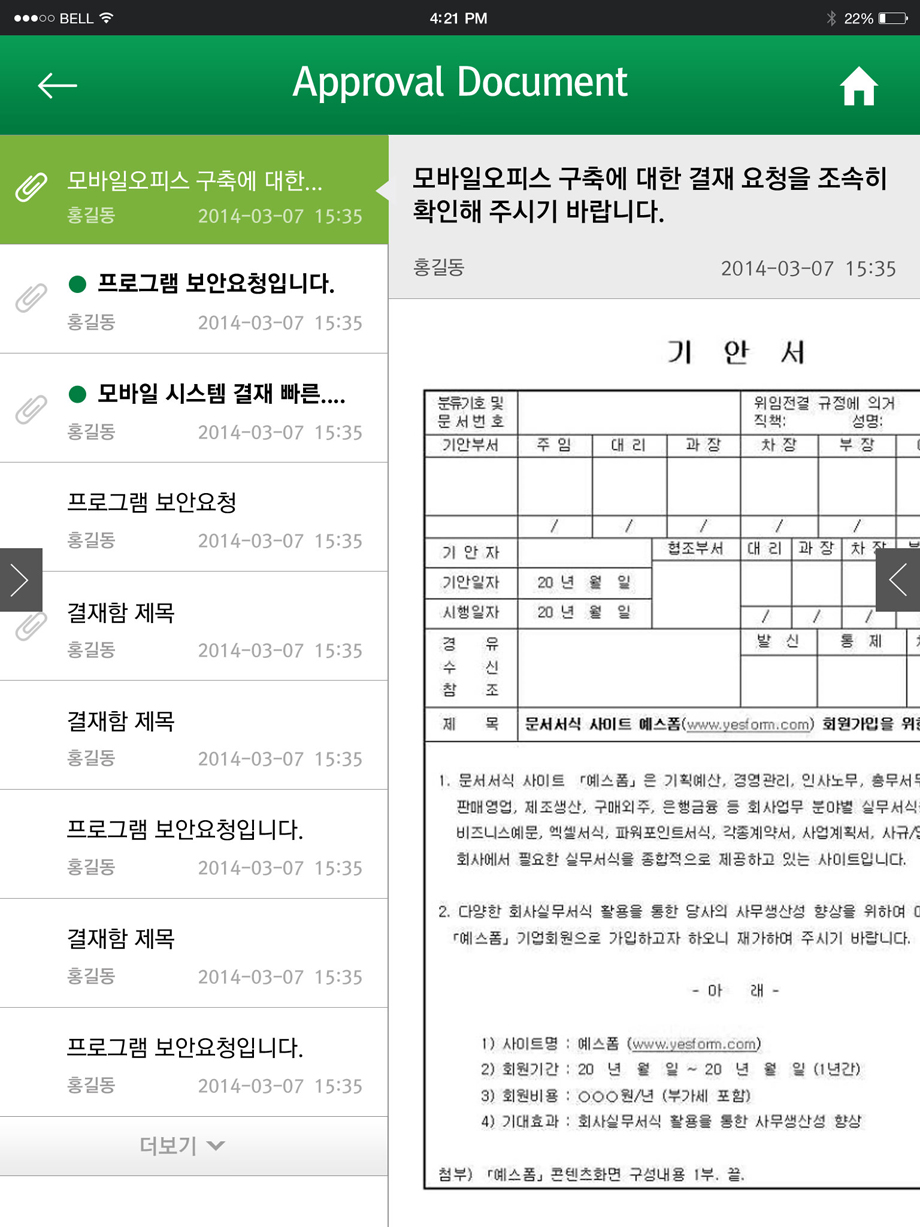 BELL 4:21 PM 22%
Approval Document
모바일오피스 구축에 대한...
홍길동 2014-03-07 15:35
프로그램 보안요청입니다.
홍길동 2014-03-07 15:35
모바일 시스템 결재 빠른....
홍길동 2014-03-07 15:35
프로그램 보안요청
홍길동 2014-03-07 15:35
결재함 제목
홍길동 2014-03-07 15:35
결재함 제목
홍길동 2014-03-07 15:35
프로그램 보안요청입니다.
홍길동 2014-03-07 15:35
결재함 제목
홍길동 2014-03-07 15:35
프로그램 보안요청입니다.
홍길동 2014-03-07 15:35
더보기
모바일오피스 구축에 대한 결재 요청을 조속히
확인해 주시기 바랍니다.
홍길동 2014-03-07 15:35
기 안 서
분류기호 및 위임전결 규정에 의거
문 서 번 호 직책: 성명:
기안부서 주 임 대 리 과 장 차 장 부 장
/ / / / /
기 안 자 협조부서 대 리 과 장 차 장
기안일자 20 년 월 일
시행일자 20 년 월 일 / / /
경 유 발 신 통 제
수 신
참 조
제 목 문서서식 사이트 예스폼(www.yesform.com) 회원가입을
1. 문서서식 사이트 「예스폼」은 기획예산, 경영관리, 인사노무, 총무서무
판매영업, 제조생산, 구매외주, 은행금융 등 회사업무 분야별 실무서식
비즈니스예문, 엑셀서식, 파워포인트서식, 각종계약서, 사업계획서, 사규/
회사에서 필요한 실무서식을 종합적으로 제공하고 있는 사이트입니다.
2. 다양한 회사실무서식 활용을 통한 당사의 사무생산성 향상을 위하여
「예스폼」기업회원으로 가입하고자 하오니 재가하여 주시기 바랍니다.
- 아 래 -
1) 사이트명 : 예스폼 (www.yesform.com)
2) 회원기간 : 20 년 월 일 ~ 20 년 월 일 (1년간)
3) 회원비용 : ○○○원/년 (부가세 포함)
4) 기대효과 : 회사실무서식 활용을 통한 사무생산성 향상
첨부) 「예스폼」콘텐츠화면 구성내용 1부. 끝.